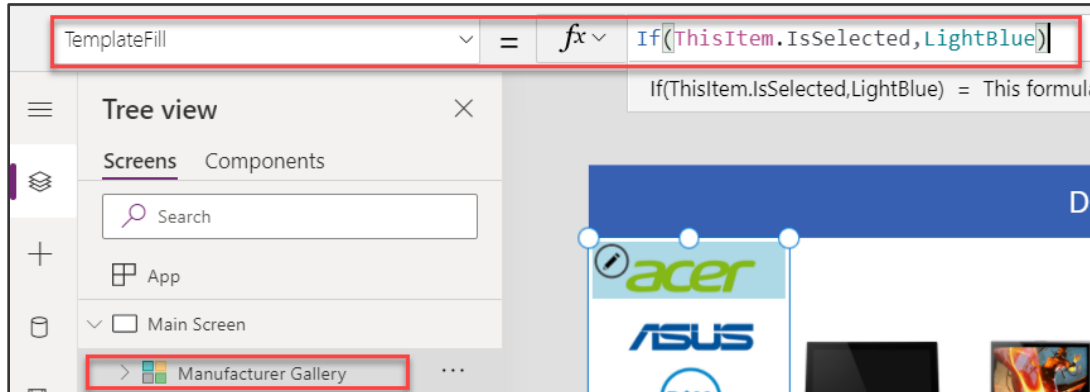 TemplateFill = fx If(ThisItem.IsSelected,LightBlue)
If(ThisItem.IsSelected,LightBlue) = This formul
Tree view
Screens Components
Search
App
Main Screen
Manufacturer Gallery ...
D
acer
ASUS